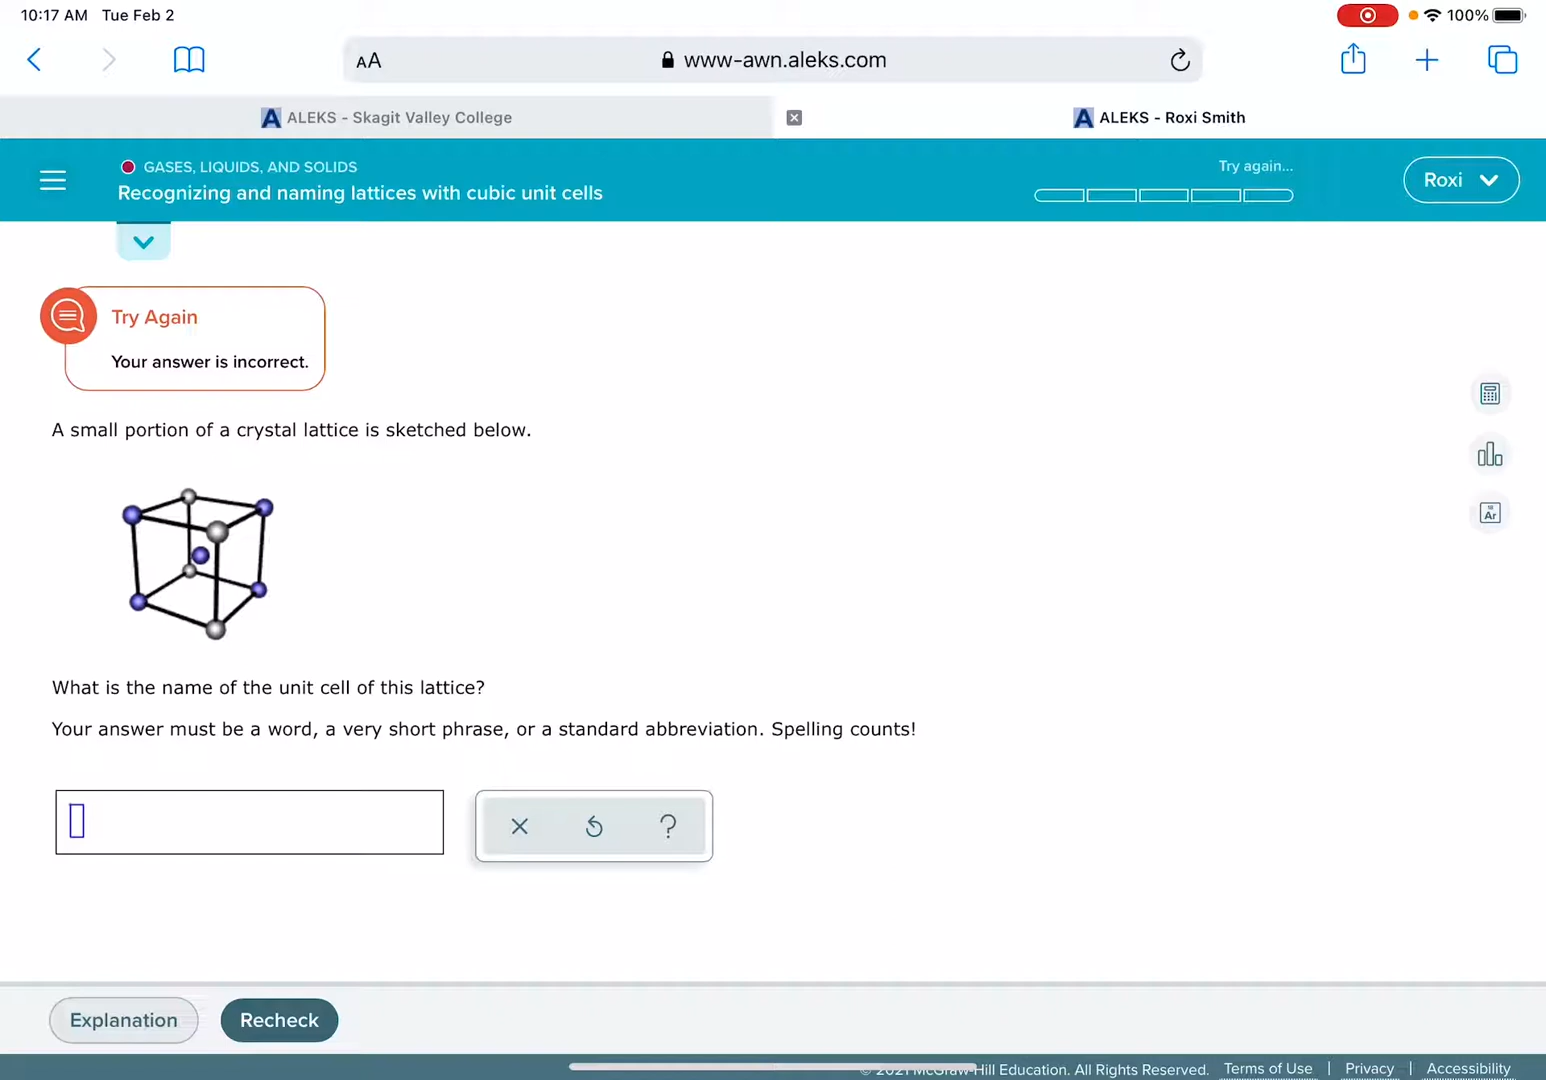 10:17 AM Tue Feb 2
100%
AA
www-awn.aleks.com
ALEKS - Skagit Valley College
ALEKS - Roxi Smith
GASES, LIQUIDS, AND SOLIDS
Recognizing and naming lattices with cubic unit cells
Try again...
Roxi
Try Again
Your answer is incorrect.
A small portion of a crystal lattice is sketched below.
Ar
What is the name of the unit cell of this lattice?
Your answer must be a word, a very short phrase, or a standard abbreviation. Spelling counts!
?
Explanation
Recheck
© 2021 McGraw-Hill Education. All Rights Reserved. Terms of Use | Privacy | Accessibility